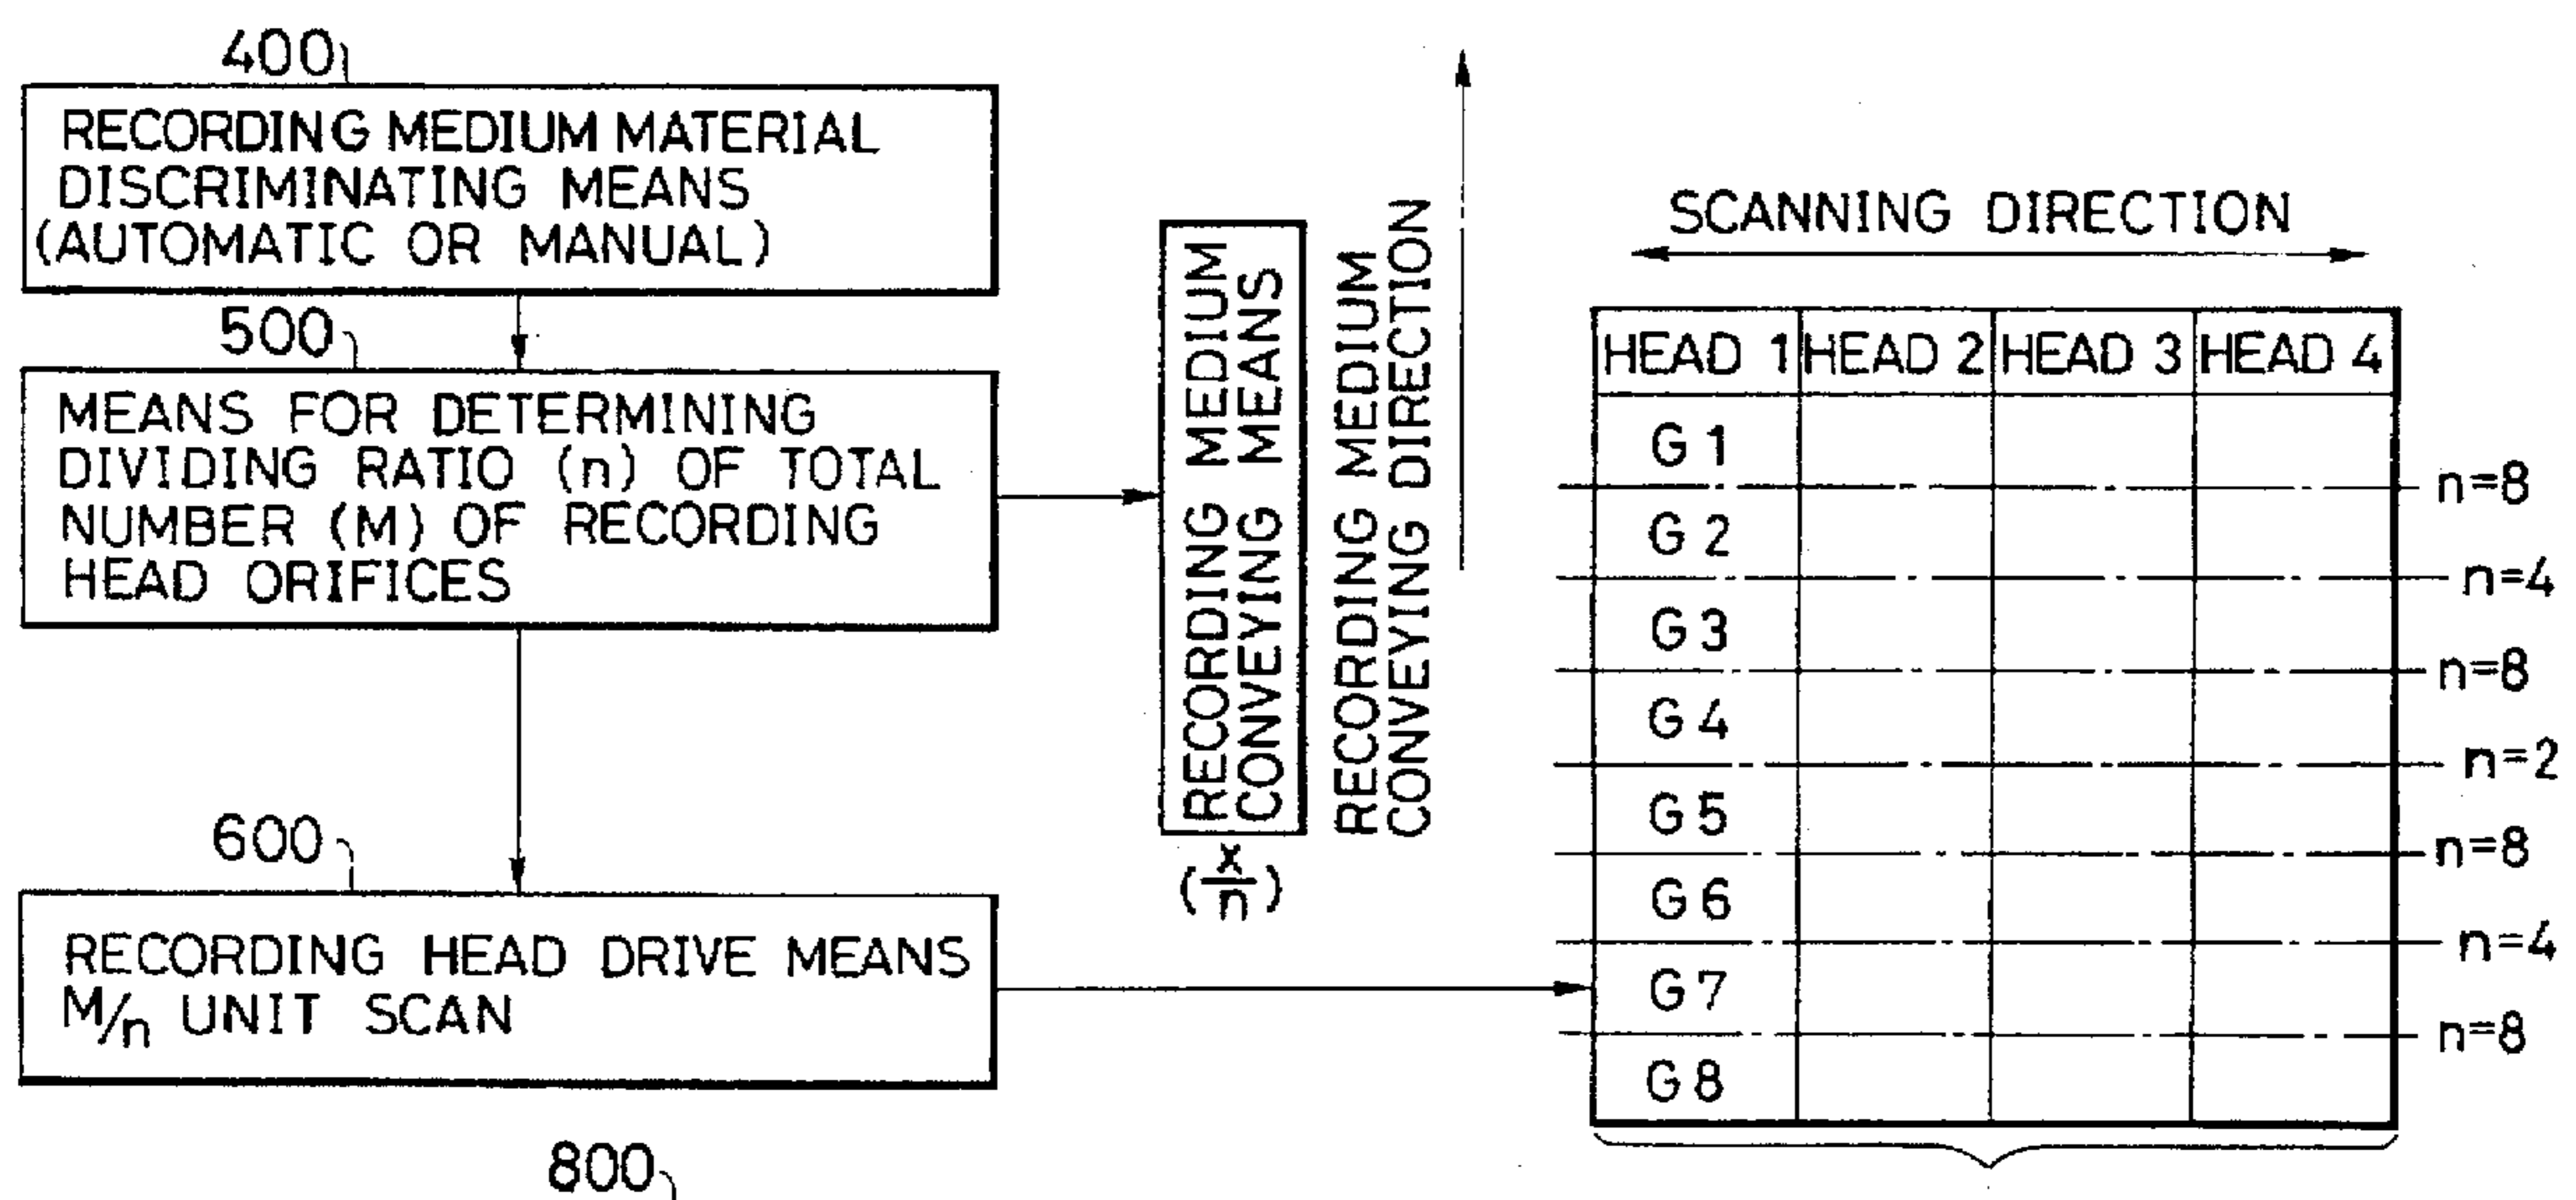 400
RECORDING MEDIUM MATERIAL
DISCRIMINATING MEANS
(AUTOMATIC OR MANUAL)
500
MEANS FOR DETERMINING
DIVIDING RATIO (n) OF TOTAL
NUMBER (M) OF RECORDING
HEAD ORIFICES
600
RECORDING HEAD DRIVE MEANS
M/n UNIT SCAN
800
RECORDING MEDIUM
CONVEYING MEANS
(x/n)
RECORDING MEDIUM
CONVEYING DIRECTION
SCANNING DIRECTION
HEAD 1 HEAD 2 HEAD 3 HEAD 4
G1
n=8
G2
n=4
G3
n=8
G4
n=2
G5
n=8
G6
n=4
G7
n=8
G8